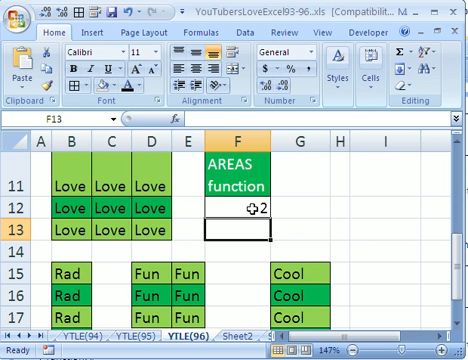 YouTubersLoveExcel93-96..xls [Compatibilit...
Home Insert Page Layout Formulas Data Review View Developer
Paste
Clipboard
Calibri 11
B I U
Font
Alignment
$ % ,
Number
Styles
Cells
Σ
Editing
F13 fx
A B C D E F G H I
11 Love Love Love AREAS function
12 Love Love Love 2
13 Love Love Love
14
15 Rad Fun Fun Cool
16 Rad Fun Fun Cool
17 Rad Fun Fun Cool
YTLE(94) YTLE(95) YTLE(96) Sheet2
147%